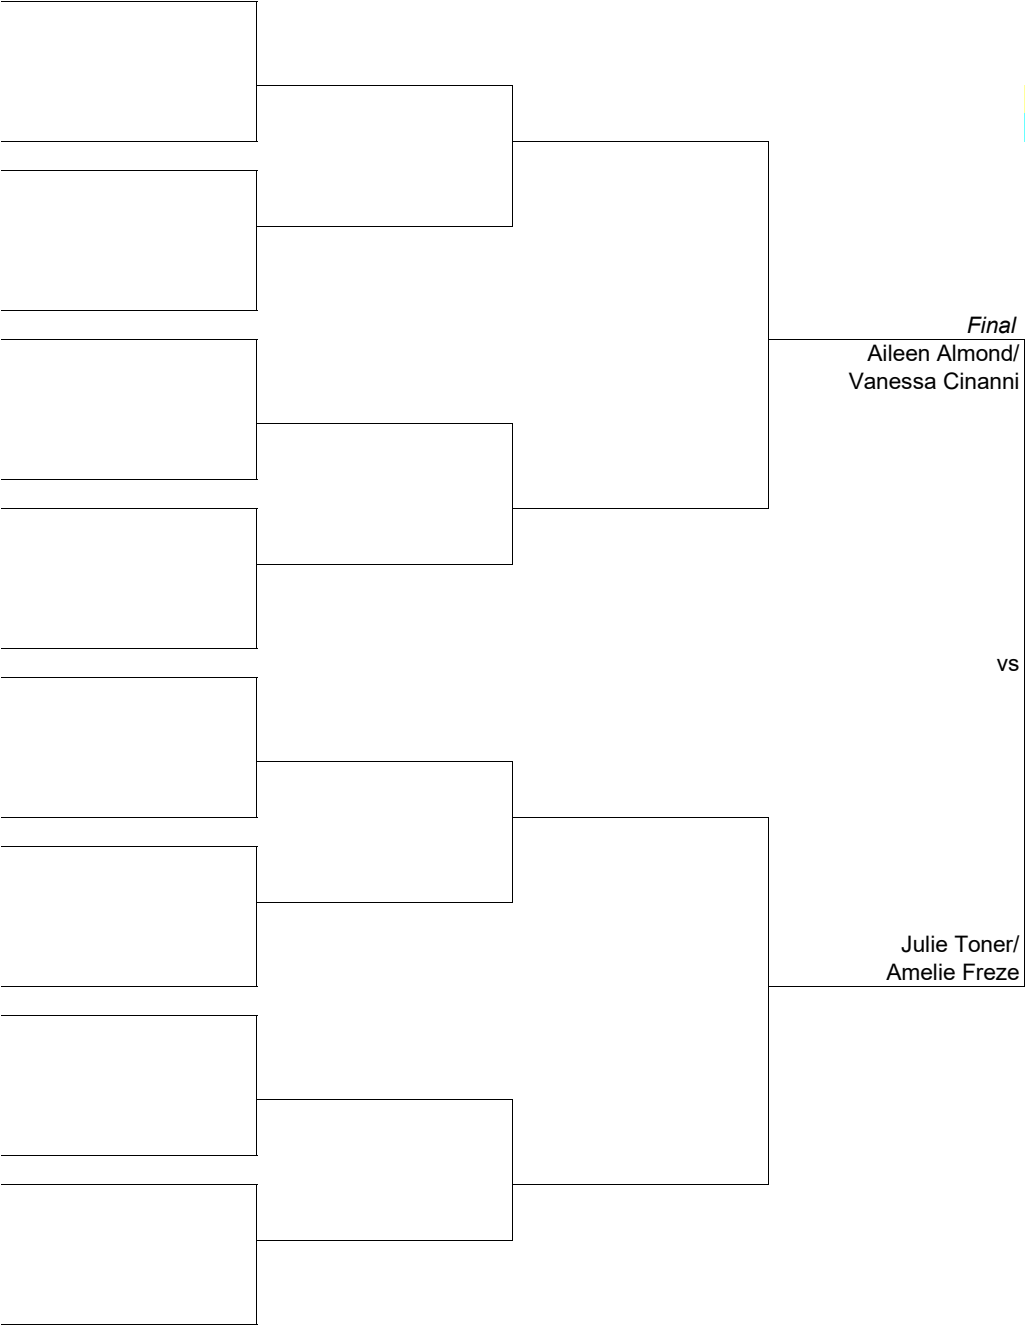 Final
Aileen Almond/
Vanessa Cinanni
vs
Julie Toner/
Amelie Freze